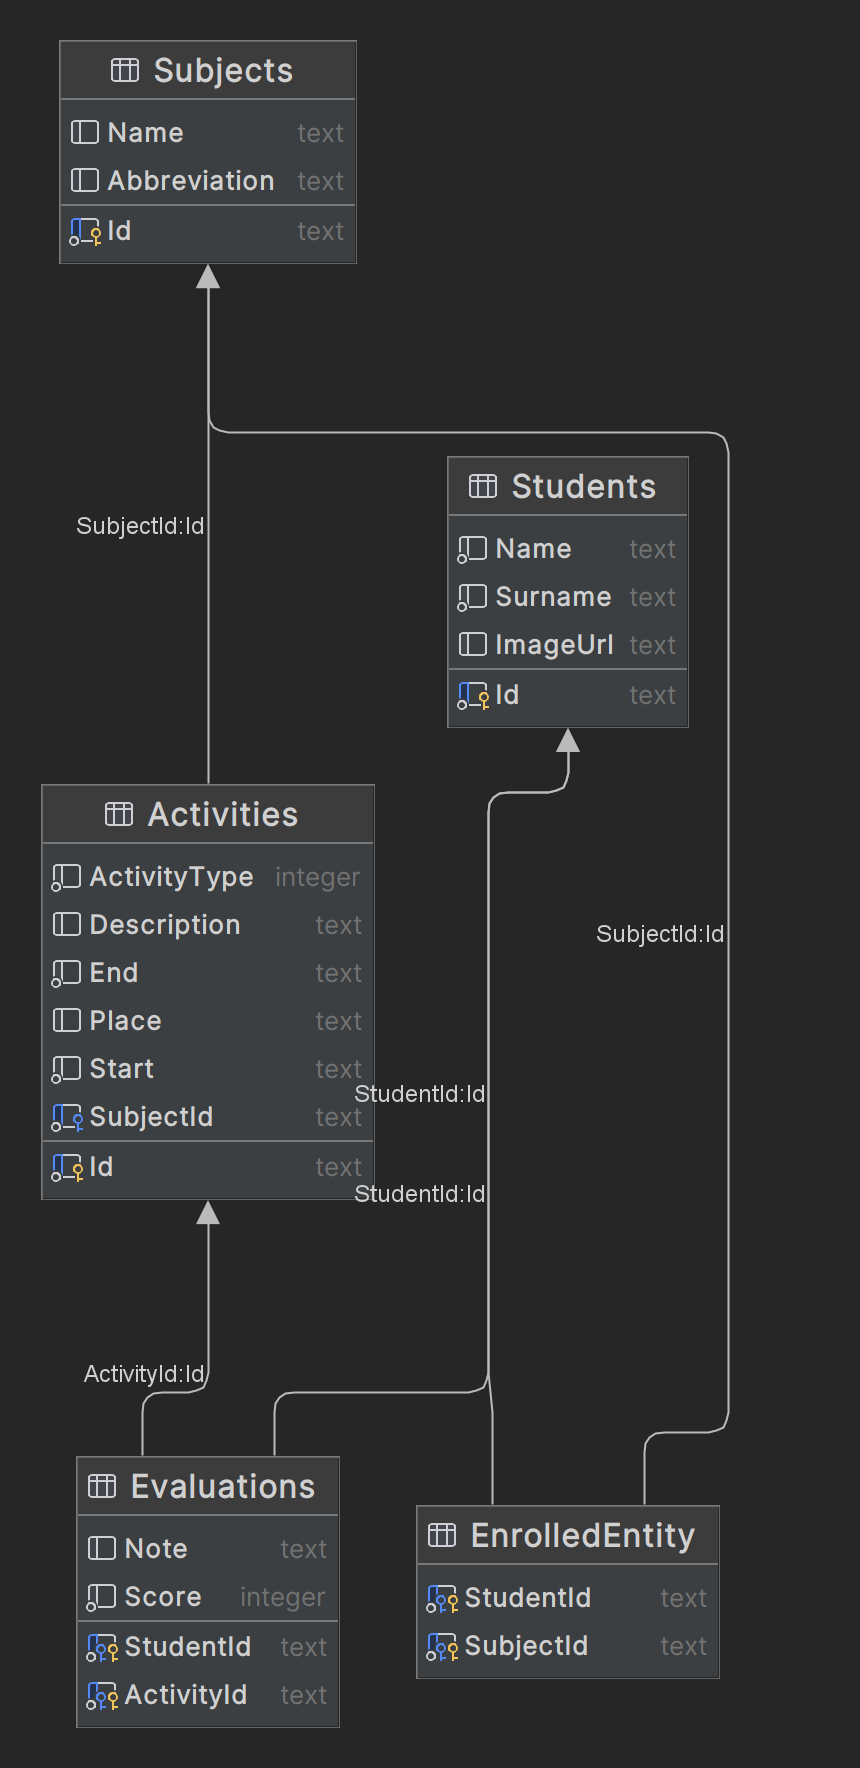 Subjects
Name text
Abbreviation text
Id text
SubjectId:Id
Students
Name text
Surname text
ImageUrl text
Id text
SubjectId:Id
Activities
ActivityType integer
Description text
End text
Place text
Start text
SubjectId text
Id text
StudentId:Id
StudentId:Id
ActivityId:Id
Evaluations
Note text
Score integer
StudentId text
ActivityId text
EnrolledEntity
StudentId text
SubjectId text